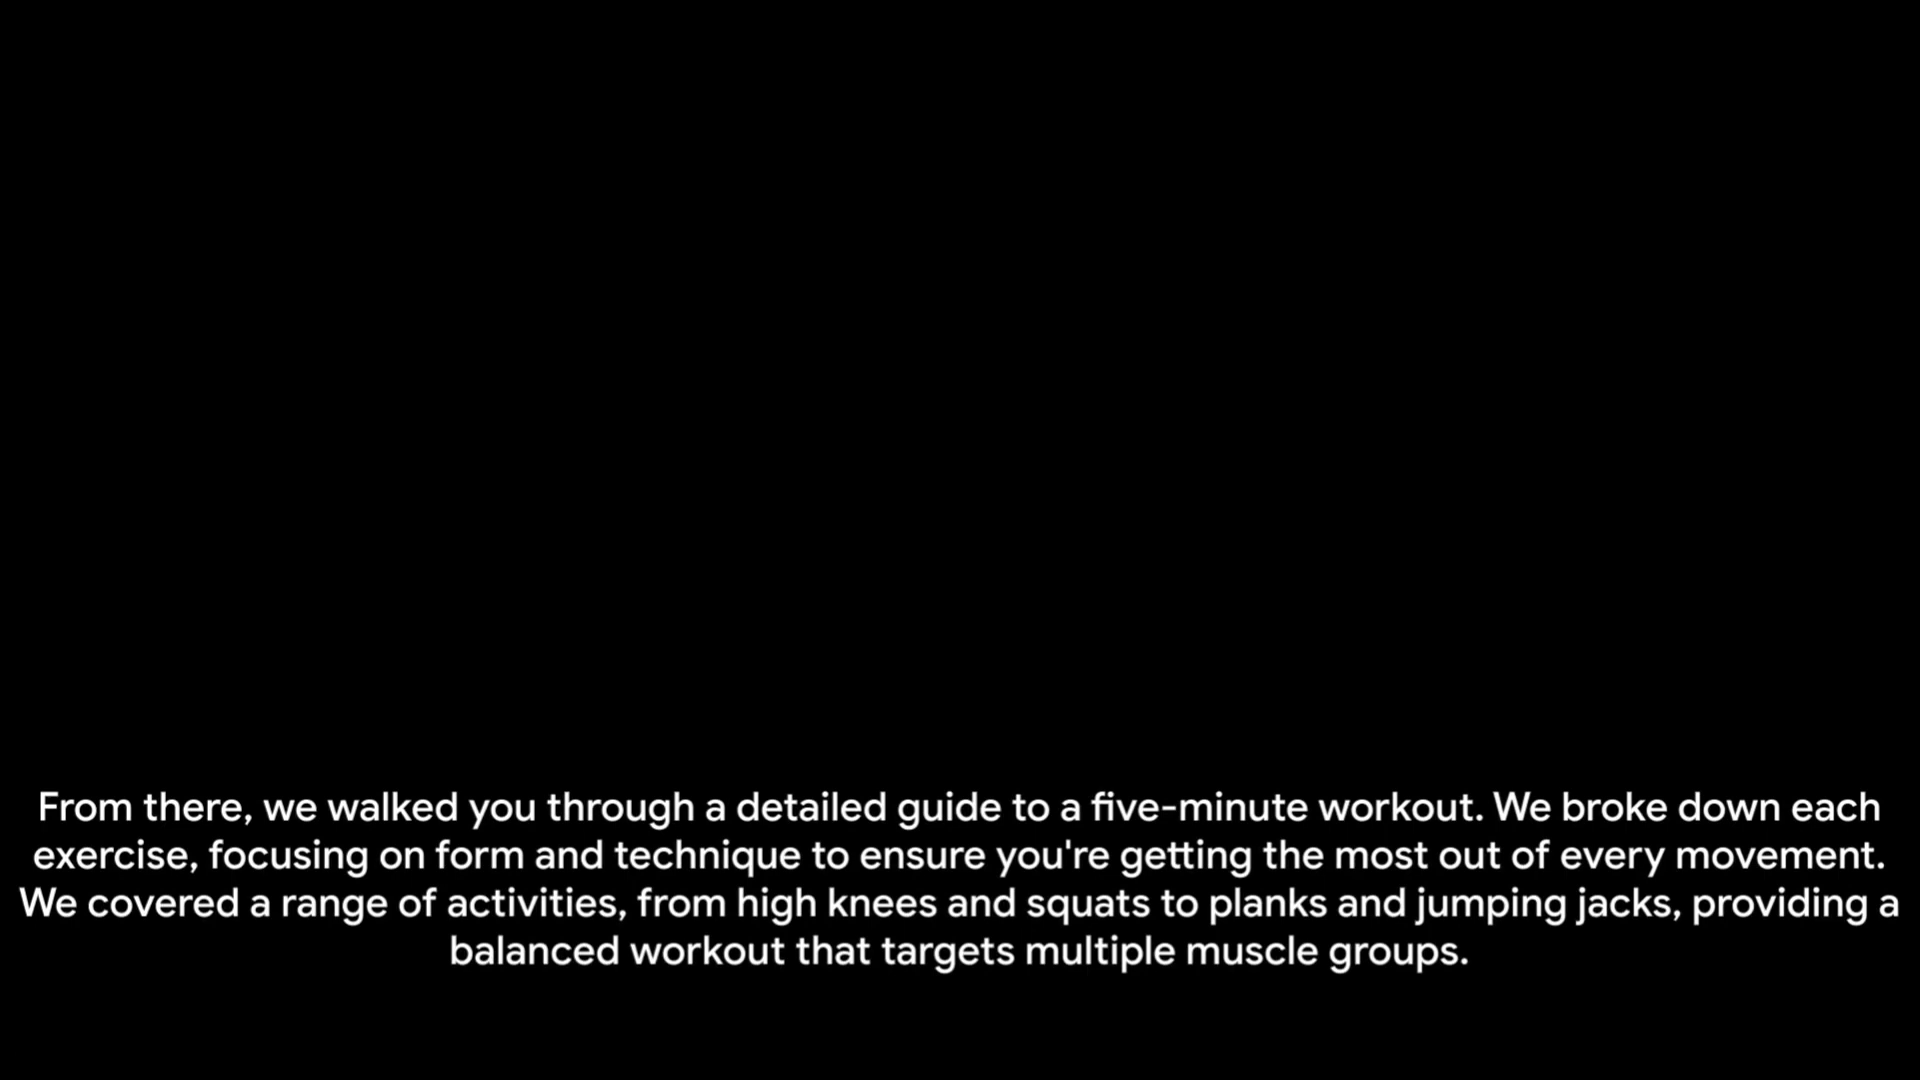 From there, we walked you through a detailed guide to a five-minute workout. We broke down each
exercise, focusing on form and technique to ensure you're getting the most out of every movement.
We covered a range of activities, from high knees and squats to planks and jumping jacks, providing a
balanced workout that targets multiple muscle groups.